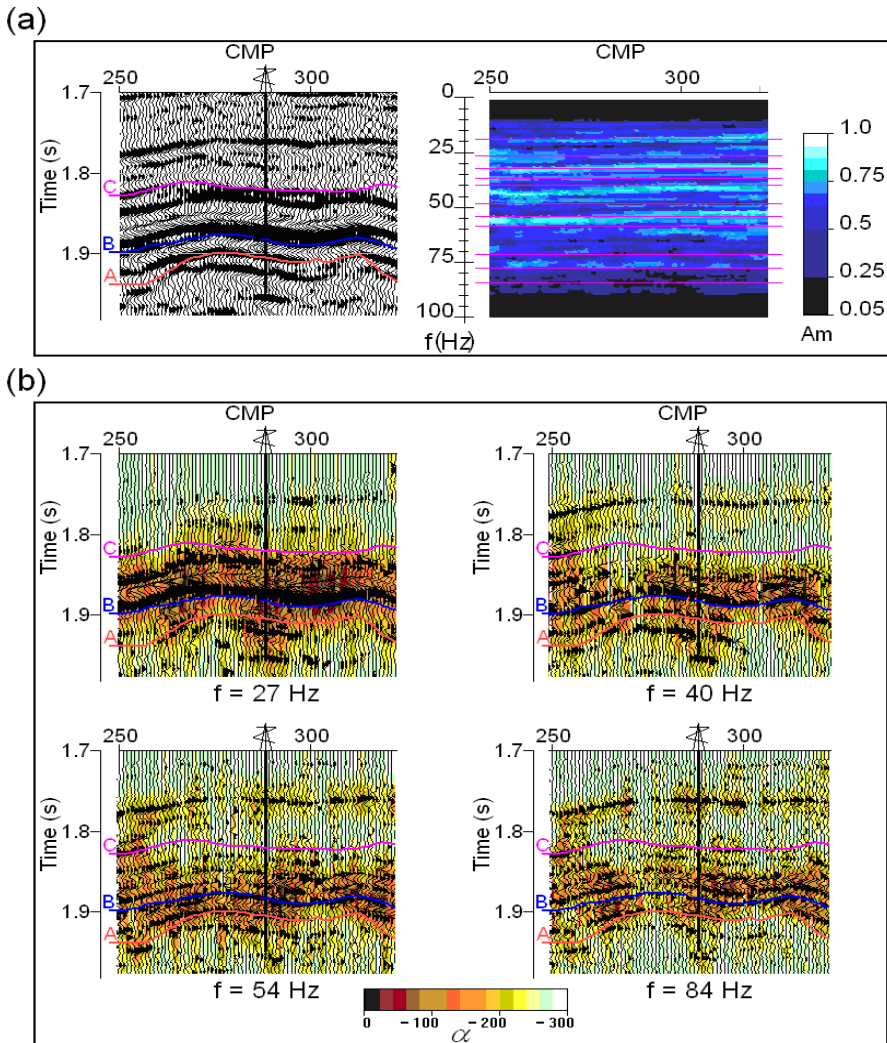 (a)
CMP CMP
250 300 250 300
1.7 0
25
1.8 50
1.9 75
100
Time (s)
C
B
A
f(Hz)
1.0
0.75
0.5
0.25
0.05
Am
(b)
CMP CMP
250 300 250 300
1.7 1.7
1.8 1.8
1.9 1.9
Time (s) Time (s)
C C
B B
A A
f = 27 Hz f = 40 Hz
250 300 250 300
1.7 1.7
1.8 1.8
1.9 1.9
Time (s) Time (s)
C C
B B
A A
f = 54 Hz f = 84 Hz
0 -100 -200 -300
α